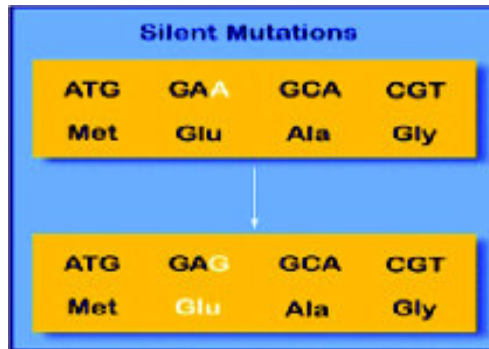 Silent Mutations
ATG GAA GCA CGT
Met Glu Ala Gly
ATG GAG GCA CGT
Met Glu Ala Gly